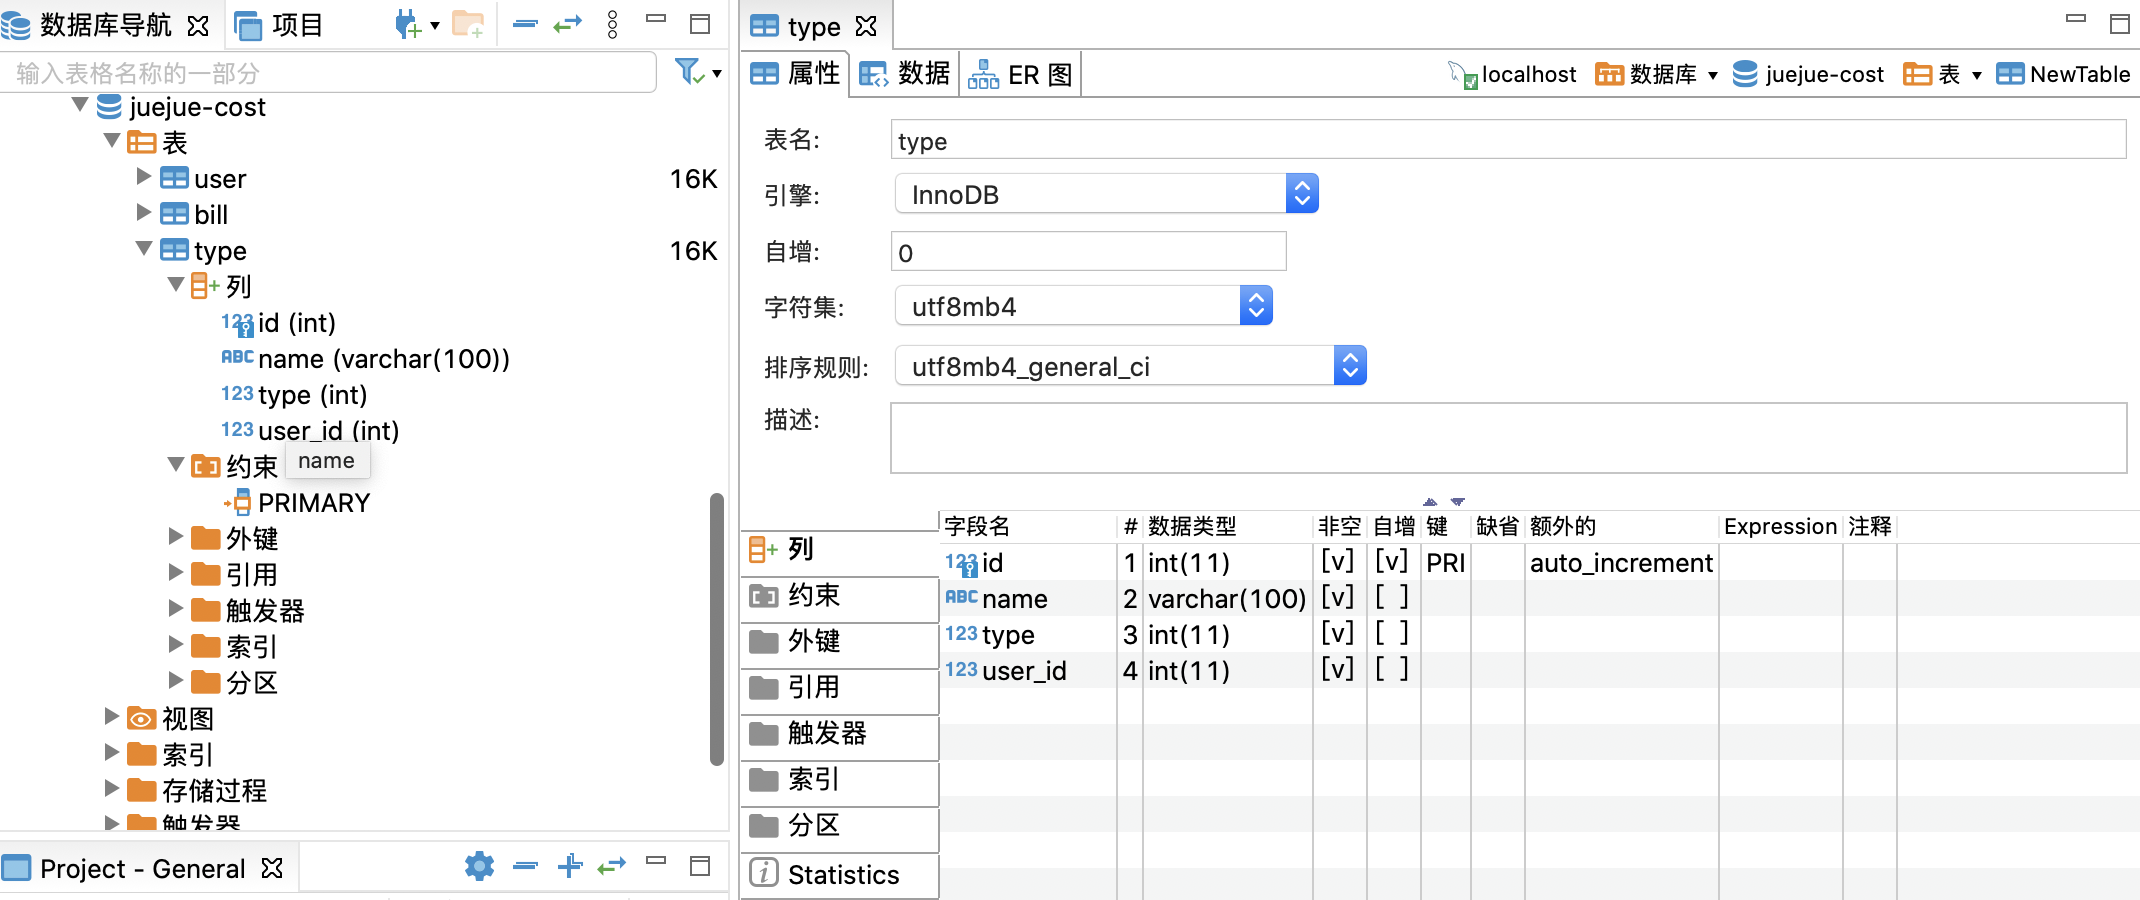 数据库导航 项目
输入表格名称的一部分
juejue-cost
表
user 16K
bill
type 16K
列
id (int)
name (varchar(100))
type (int)
user_id (int)
约束
name
PRIMARY
外键
引用
触发器
索引
分区
视图
索引
存储过程
触发器
Project - General
type
属性 数据 ER 图
localhost 数据库 juejue-cost 表 NewTable
表名: type
引擎: InnoDB
自增: 0
字符集: utf8mb4
排序规则: utf8mb4_general_ci
描述:
列
约束
外键
引用
触发器
索引
分区
Statistics
字段名 # 数据类型 非空 自增 键 缺省 额外的 Expression 注释
123 id 1 int(11) [v] [v] PRI auto_increment
ABC name 2 varchar(100) [v] [ ]
123 type 3 int(11) [v] [ ]
123 user_id 4 int(11) [v] [ ]